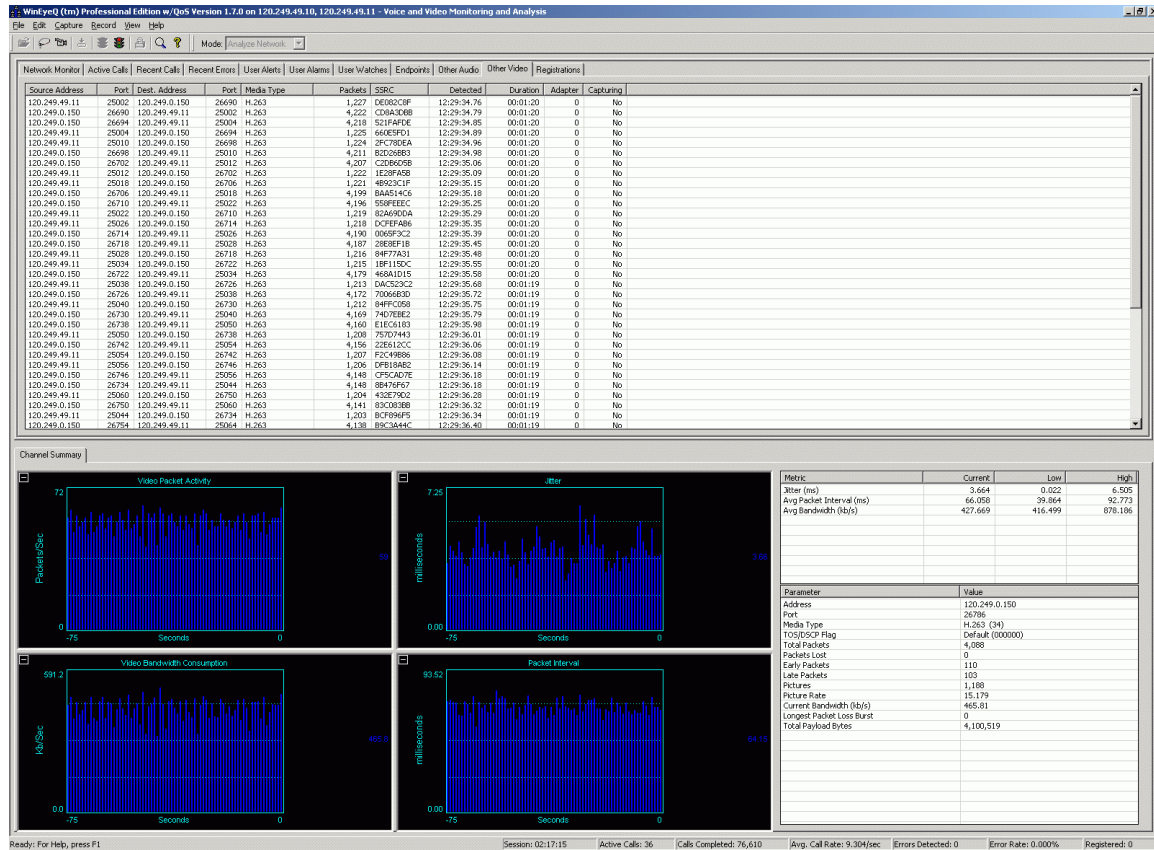 WinEyeQ (tm) Professional Edition w/QoS Version 1.7.0 on 120.249.49.10, 120.249.49.11 - Voice and Video Monitoring and Analysis
File Edit Capture Record View Help
Mode: Analyze Network
Network Monitor Active Calls Recent Calls Recent Errors User Alerts User Alarms User Watches Endpoints Other Audio Other Video Registrations
Source Address Port Dest. Address Port Media Type Packets SSRC Detected Duration Adapter Capturing
120.249.49.11 25002 120.249.0.150 26690 H.263 1,227 DE082C8F 12:29:34.76 00:01:20 0 No
120.249.0.150 26690 120.249.49.11 25002 H.263 4,222 CD8A3DBB 12:29:34.79 00:01:20 0 No
120.249.0.150 26694 120.249.49.11 25004 H.263 4,218 521FAFDE 12:29:34.85 00:01:20 0 No
120.249.49.11 25004 120.249.0.150 26694 H.263 1,225 660E5FD1 12:29:34.89 00:01:20 0 No
120.249.49.11 25010 120.249.0.150 26698 H.263 1,224 2FC78DEA 12:29:34.96 00:01:20 0 No
120.249.0.150 26698 120.249.49.11 25010 H.263 4,211 B2D26BB3 12:29:34.98 00:01:20 0 No
120.249.0.150 26702 120.249.49.11 25012 H.263 4,207 C2DB6D5B 12:29:35.06 00:01:20 0 No
120.249.49.11 25012 120.249.0.150 26702 H.263 1,222 1E28FA5B 12:29:35.09 00:01:20 0 No
120.249.49.11 25018 120.249.0.150 26706 H.263 1,221 4B923C1F 12:29:35.15 00:01:20 0 No
120.249.0.150 26706 120.249.49.11 25018 H.263 4,199 BAA514C6 12:29:35.18 00:01:20 0 No
120.249.0.150 26710 120.249.49.11 25022 H.263 4,196 558FEEEC 12:29:35.25 00:01:20 0 No
120.249.49.11 25022 120.249.0.150 26710 H.263 1,219 82A69DDA 12:29:35.29 00:01:20 0 No
120.249.49.11 25026 120.249.0.150 26714 H.263 1,218 DCFEFAB6 12:29:35.35 00:01:20 0 No
120.249.0.150 26714 120.249.49.11 25026 H.263 4,190 0065F3C2 12:29:35.39 00:01:20 0 No
120.249.0.150 26718 120.249.49.11 25028 H.263 4,187 28E8EF1B 12:29:35.45 00:01:20 0 No
120.249.49.11 25028 120.249.0.150 26718 H.263 1,216 84F77A31 12:29:35.48 00:01:20 0 No
120.249.49.11 25034 120.249.0.150 26722 H.263 1,215 1BF115DC 12:29:35.55 00:01:20 0 No
120.249.0.150 26722 120.249.49.11 25034 H.263 4,179 468A1D15 12:29:35.58 00:01:20 0 No
120.249.49.11 25038 120.249.0.150 26726 H.263 1,213 DAC523C2 12:29:35.68 00:01:19 0 No
120.249.0.150 26726 120.249.49.11 25038 H.263 4,172 70066B3D 12:29:35.72 00:01:19 0 No
120.249.49.11 25040 120.249.0.150 26730 H.263 1,212 84FFC058 12:29:35.75 00:01:19 0 No
120.249.0.150 26730 120.249.49.11 25040 H.263 4,169 74D7EBE2 12:29:35.79 00:01:19 0 No
120.249.0.150 26738 120.249.49.11 25050 H.263 4,160 E1EC6183 12:29:35.98 00:01:19 0 No
120.249.49.11 25050 120.249.0.150 26738 H.263 1,208 757D7443 12:29:36.01 00:01:19 0 No
120.249.0.150 26742 120.249.49.11 25054 H.263 4,156 22E612CC 12:29:36.06 00:01:19 0 No
120.249.49.11 25054 120.249.0.150 26742 H.263 1,207 F2C49B86 12:29:36.08 00:01:19 0 No
120.249.49.11 25056 120.249.0.150 26746 H.263 1,206 DFB18AB2 12:29:36.14 00:01:19 0 No
120.249.0.150 26746 120.249.49.11 25056 H.263 4,148 CF5CAD7E 12:29:36.18 00:01:19 0 No
120.249.0.150 26734 120.249.49.11 25044 H.263 4,148 8B476F67 12:29:36.18 00:01:19 0 No
120.249.49.11 25060 120.249.0.150 26750 H.263 1,204 432E79D2 12:29:36.28 00:01:19 0 No
120.249.0.150 26750 120.249.49.11 25060 H.263 4,141 83C083BB 12:29:36.32 00:01:19 0 No
120.249.49.11 25044 120.249.0.150 26734 H.263 1,203 BCF896F5 12:29:36.34 00:01:19 0 No
120.249.0.150 26754 120.249.49.11 25064 H.263 4,138 B9C3A44C 12:29:36.40 00:01:19 0 No
Channel Summary
Video Packet Activity
72
Packets/Sec
50
0
-75 Seconds 0
Jitter
7.25
milliseconds
0.00
-75 Seconds 0
Video Bandwidth Consumption
591.2
kb/Sec
0.0
-75 Seconds 0
Packet Interval
93.52
milliseconds
0.00
-75 Seconds 0
Metric Current Low High
Jitter (ms) 3.664 0.022 6.505
Avg Packet Interval (ms) 66.058 39.864 92.773
Avg Bandwidth (kb/s) 427.669 416.499 878.186
Parameter Value
Address 120.249.0.150
Port 26786
Media Type H.263 (34)
TOS/DSCP Flag Default (000000)
Total Packets 4,088
Packets Lost 0
Early Packets 110
Late Packets 103
Pictures 1,188
Picture Rate 15.179
Current Bandwidth (kb/s) 465.81
Longest Packet Loss Burst 0
Total Payload Bytes 4,100,519
Ready: For Help, press F1
Session: 02:17:15 Active Calls: 36 Calls Completed: 76,610 Avg. Call Rate: 9.304/sec Errors Detected: 0 Error Rate: 0.000% Registered: 0